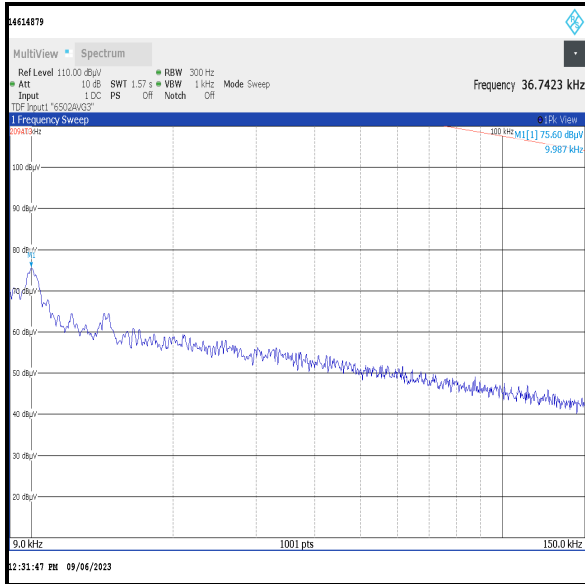 14614879
MultiView Spectrum
Ref Level 110.00 dBµV RBW 300 Hz
Att 10 dB SWT 1.57 s VBW 1 kHz Mode Sweep Frequency 36.7423 kHz
Input 1 DC PS Off Notch Off
TDF Input1 "6502AVG3"
1 Frequency Sweep 1Pk View
100 kHz M1[1] 75.60 dBµV
9.987 kHz
100 dBµV
90 dBµV
80 dBµV
M1
70 dBµV
60 dBµV
50 dBµV
40 dBµV
30 dBµV
20 dBµV
9.0 kHz 1001 pts 150.0 kHz
12:31:47 PM 09/06/2023